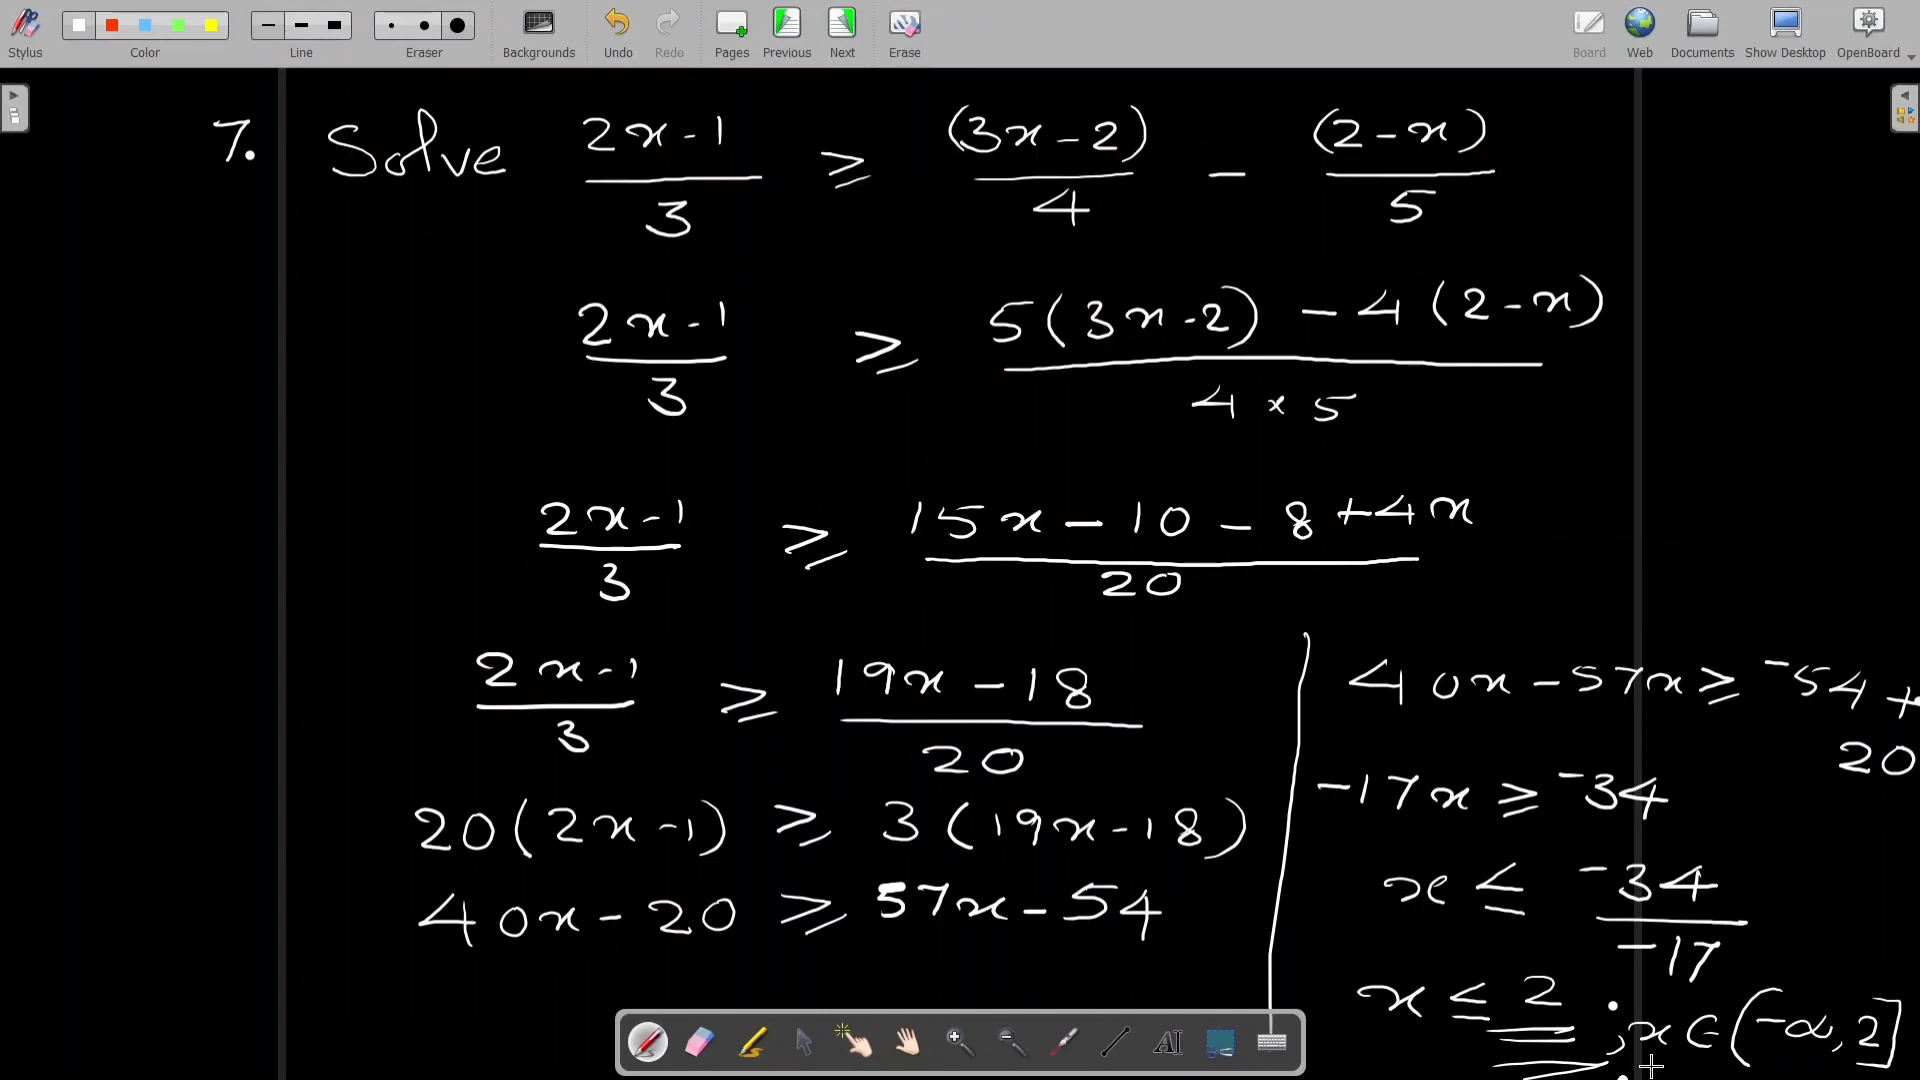 Stylus Color Line Eraser Backgrounds Undo Redo Pages Previous Next Erase Board Web Documents Show Desktop OpenBoard
7. Solve (2x-1)/3 ≥ (3x-2)/4 - (2-x)/5
(2x-1)/3 ≥ (5(3x-2) - 4(2-x))/(4×5)
(2x-1)/3 ≥ (15x-10-8+4x)/20
(2x-1)/3 ≥ (19x-18)/20
20(2x-1) ≥ 3(19x-18)
40x-20 ≥ 57x-54
40x-57x ≥ -54+
20
-17x ≥ -34
x ≤ -34/-17
x ≤ 2 ; x∈(-∝,2]
AI